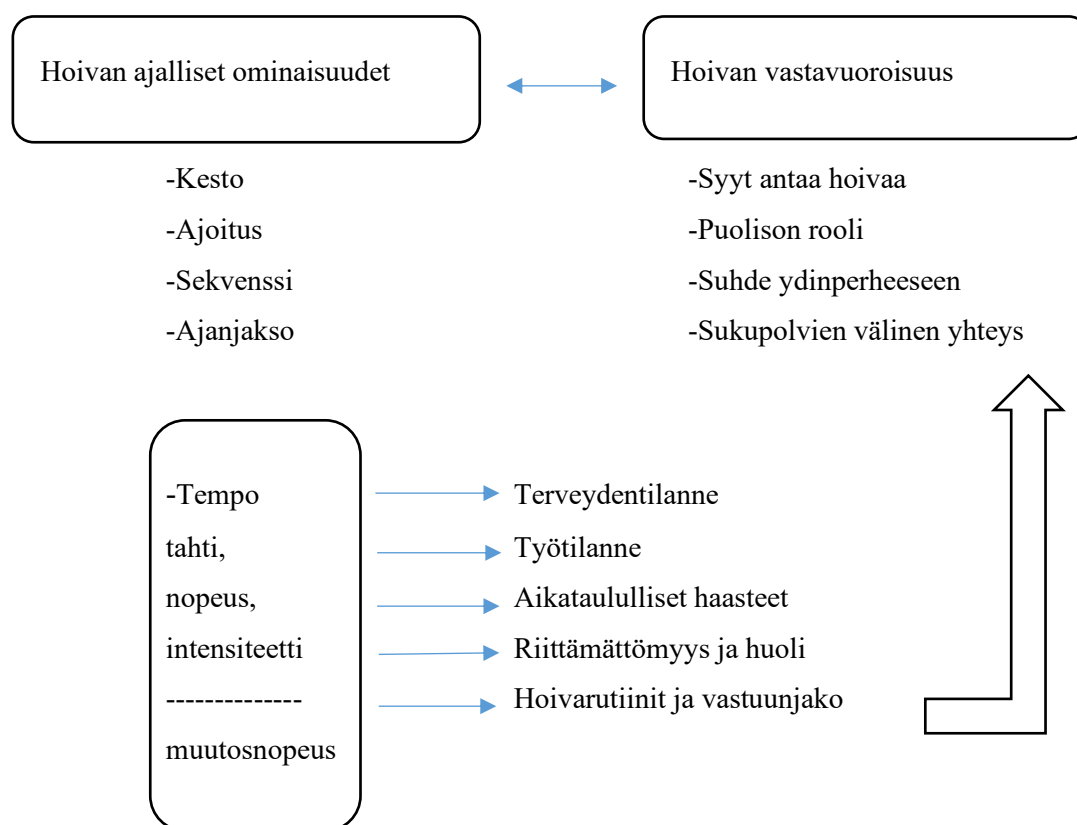 Hoivan ajalliset ominaisuudet
Hoivan vastavuoroisuus
-Kesto
-Ajoitus
-Sekvenssi
-Ajanjakso
-Syyt antaa hoivaa
-Puolison rooli
-Suhde ydinperheeseen
-Sukupolvien välinen yhteys
-Tempo
tahti,
nopeus,
intensiteetti
--------------
muutosnopeus
Terveydentilanne
Työtilanne
Aikataululliset haasteet
Riittämättömyys ja huoli
Hoivarutiinit ja vastuunjako